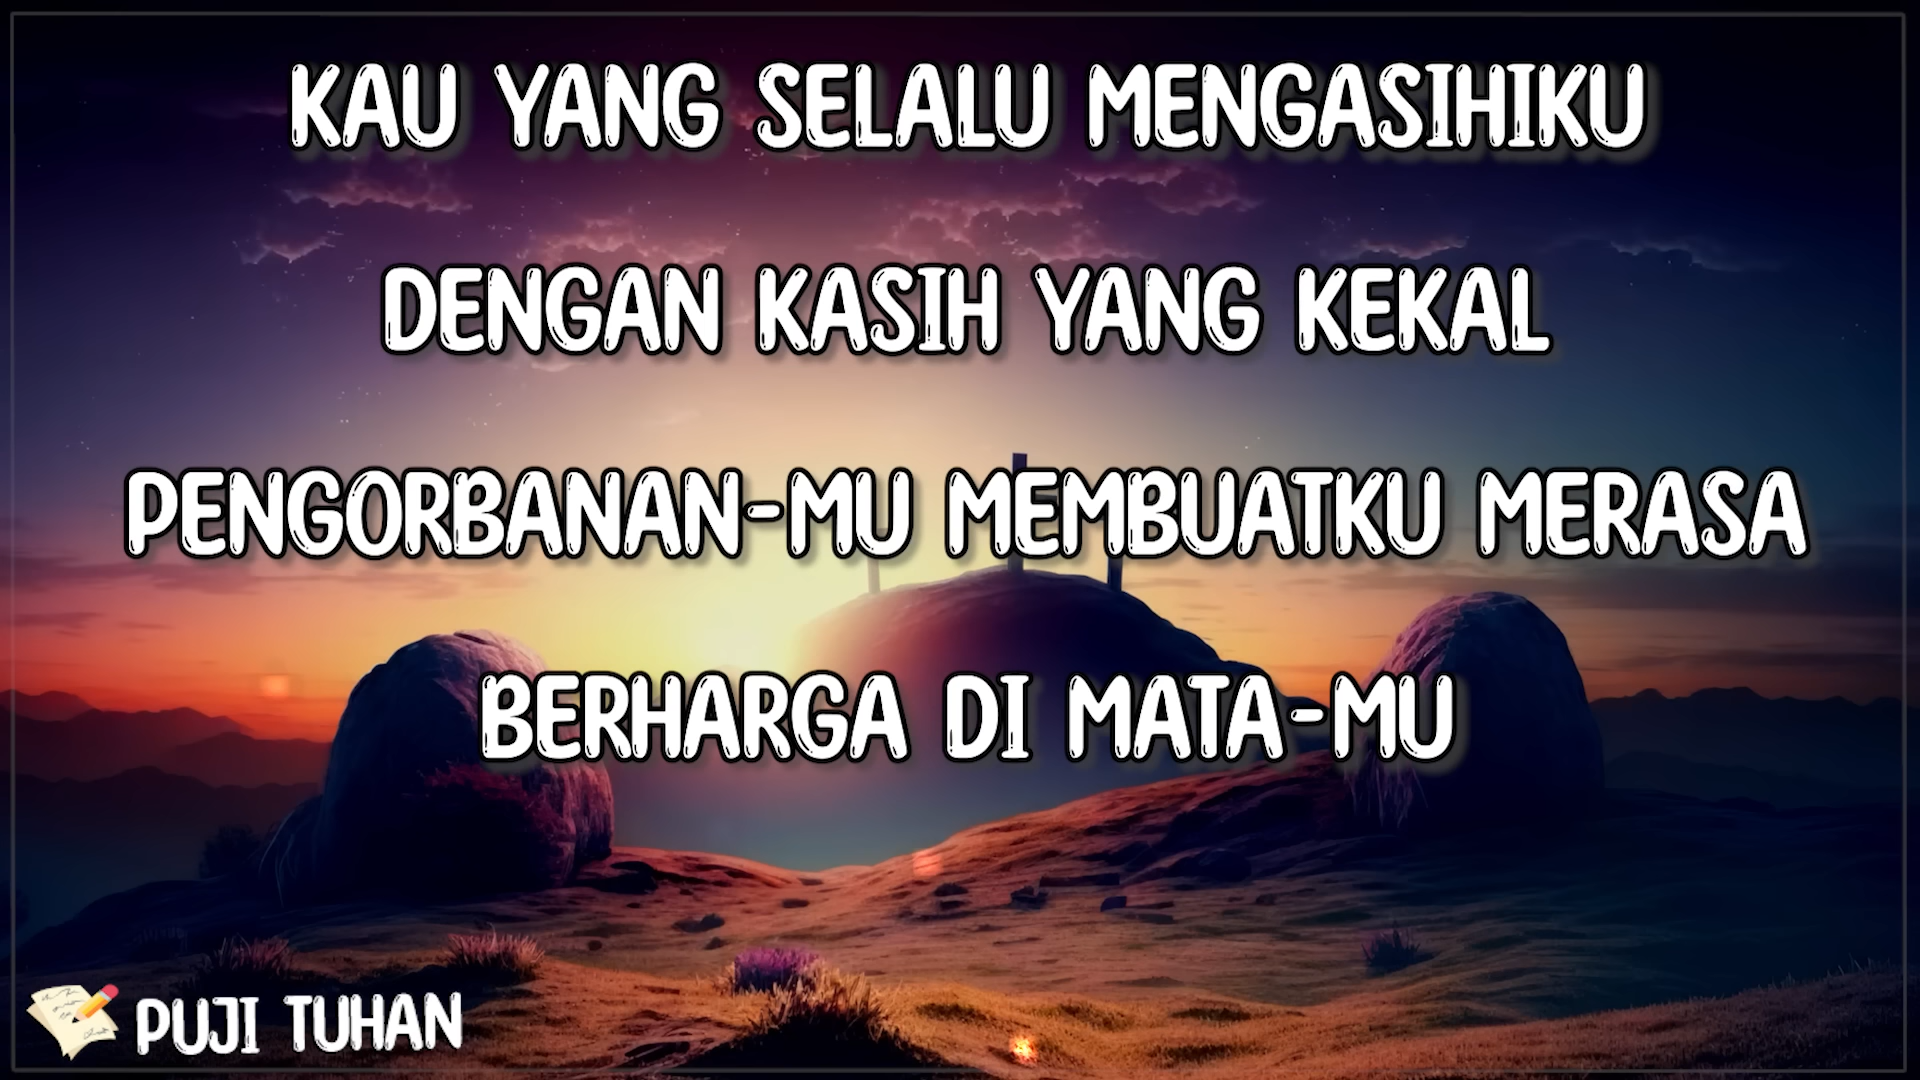 KAU YANG SELALU MENGASIHIKU
DENGAN KASIH YANG KEKAL
PENGORBANAN-MU MEMBUATKU MERASA
BERHARGA DI MATA-MU
PUJI TUHAN